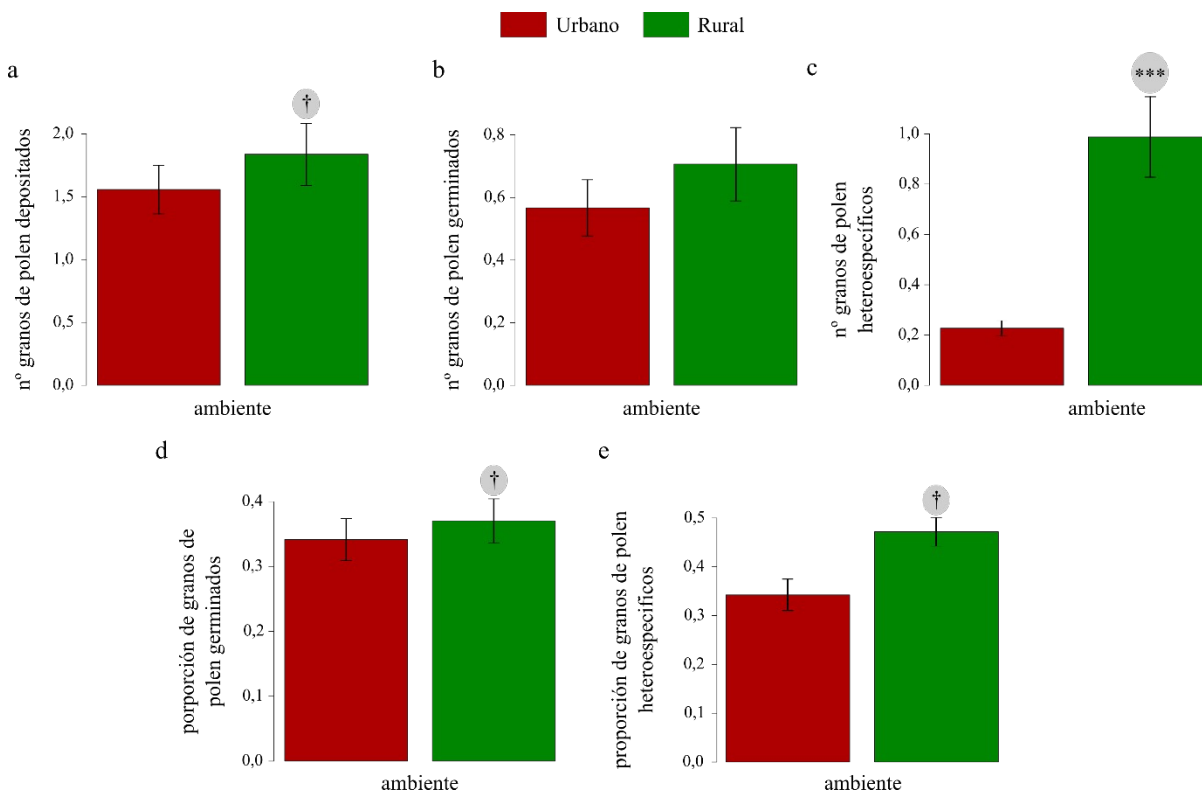 Urbano
Rural
a
nº granos de polen depositados
2,0
1,5
1,0
0,5
0,0
†
ambiente
b
nº granos de polen germinados
0,8
0,6
0,4
0,2
0,0
ambiente
c
nº granos de polen
heteroespecíficos
1,0
0,8
0,6
0,4
0,2
0,0
***
ambiente
d
porporción de granos de
polen germinados
0,4
0,3
0,2
0,1
0,0
†
ambiente
e
proporción de granos de polen
heteroespecíficos
0,5
0,4
0,3
0,2
0,1
0,0
†
ambiente